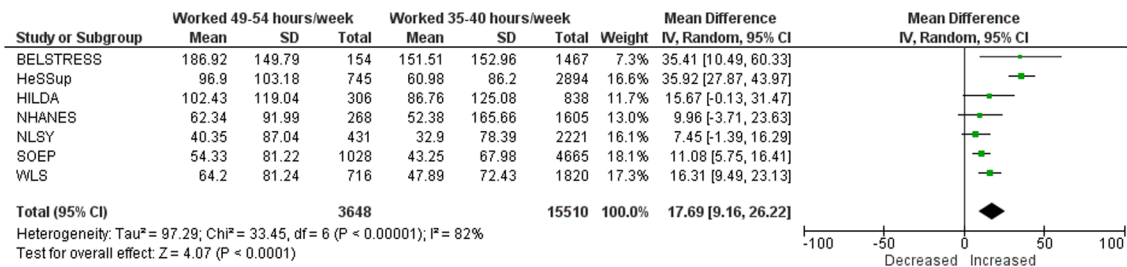 Worked 49-54 hours/week Worked 35-40 hours/week Mean Difference Mean Difference
Study or Subgroup Mean SD Total Mean SD Total Weight IV, Random, 95% CI IV, Random, 95% CI
BELSTRESS 186.92 149.79 154 151.51 152.96 1467 7.3% 35.41 [10.49, 60.33]
HeSSup 96.9 103.18 745 60.98 86.2 2894 16.6% 35.92 [27.87, 43.97]
HILDA 102.43 119.04 306 86.76 125.08 838 11.7% 15.67 [-0.13, 31.47]
NHANES 62.34 91.99 268 52.38 165.66 1605 13.0% 9.96 [-3.71, 23.63]
NLSY 40.35 87.04 431 32.9 78.39 2221 16.1% 7.45 [-1.39, 16.29]
SOEP 54.33 81.22 1028 43.25 67.98 4665 18.1% 11.08 [5.75, 16.41]
WLS 64.2 81.24 716 47.89 72.43 1820 17.3% 16.31 [9.49, 23.13]
Total (95% CI) 3648 15510 100.0% 17.69 [9.16, 26.22]
Heterogeneity: Tau² = 97.29; Chi² = 33.45, df = 6 (P < 0.00001); I² = 82%
Test for overall effect: Z = 4.07 (P < 0.0001)
-100 -50 0 50 100
Decreased Increased